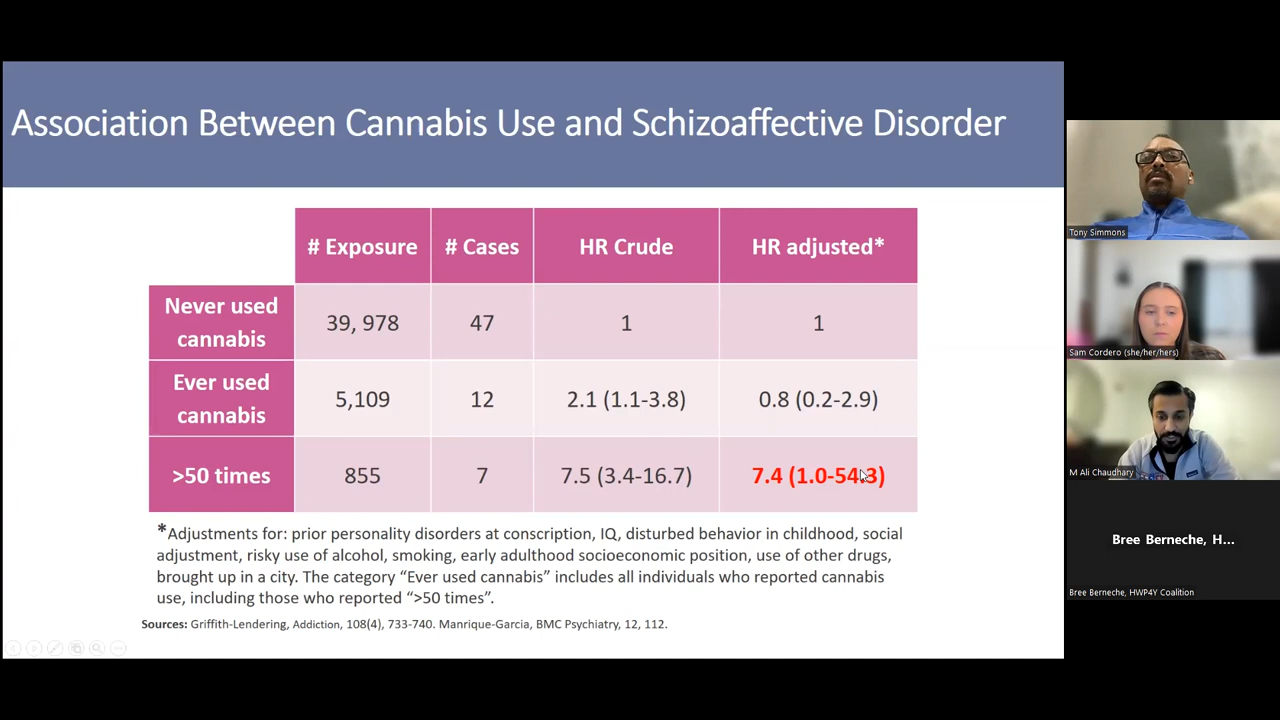 Association Between Cannabis Use and Schizoaffective Disorder
# Exposure # Cases HR Crude HR adjusted*
Never used
cannabis
39, 978 47 1 1
Ever used
cannabis
5,109 12 2.1 (1.1-3.8) 0.8 (0.2-2.9)
>50 times 855 7 7.5 (3.4-16.7) 7.4 (1.0-54.3)
*Adjustments for: prior personality disorders at conscription, IQ, disturbed behavior in childhood, social
adjustment, risky use of alcohol, smoking, early adulthood socioeconomic position, use of other drugs,
brought up in a city. The category “Ever used cannabis” includes all individuals who reported cannabis
use, including those who reported “>50 times”.
Sources: Griffith-Lendering, Addiction, 108(4), 733-740. Manrique-Garcia, BMC Psychiatry, 12, 112.
Tony Simmons
Sam Cordero (she/her/hers)
M Ali Chaudhary
Bree Berneche, H...
Bree Berneche, HWP4Y Coalition